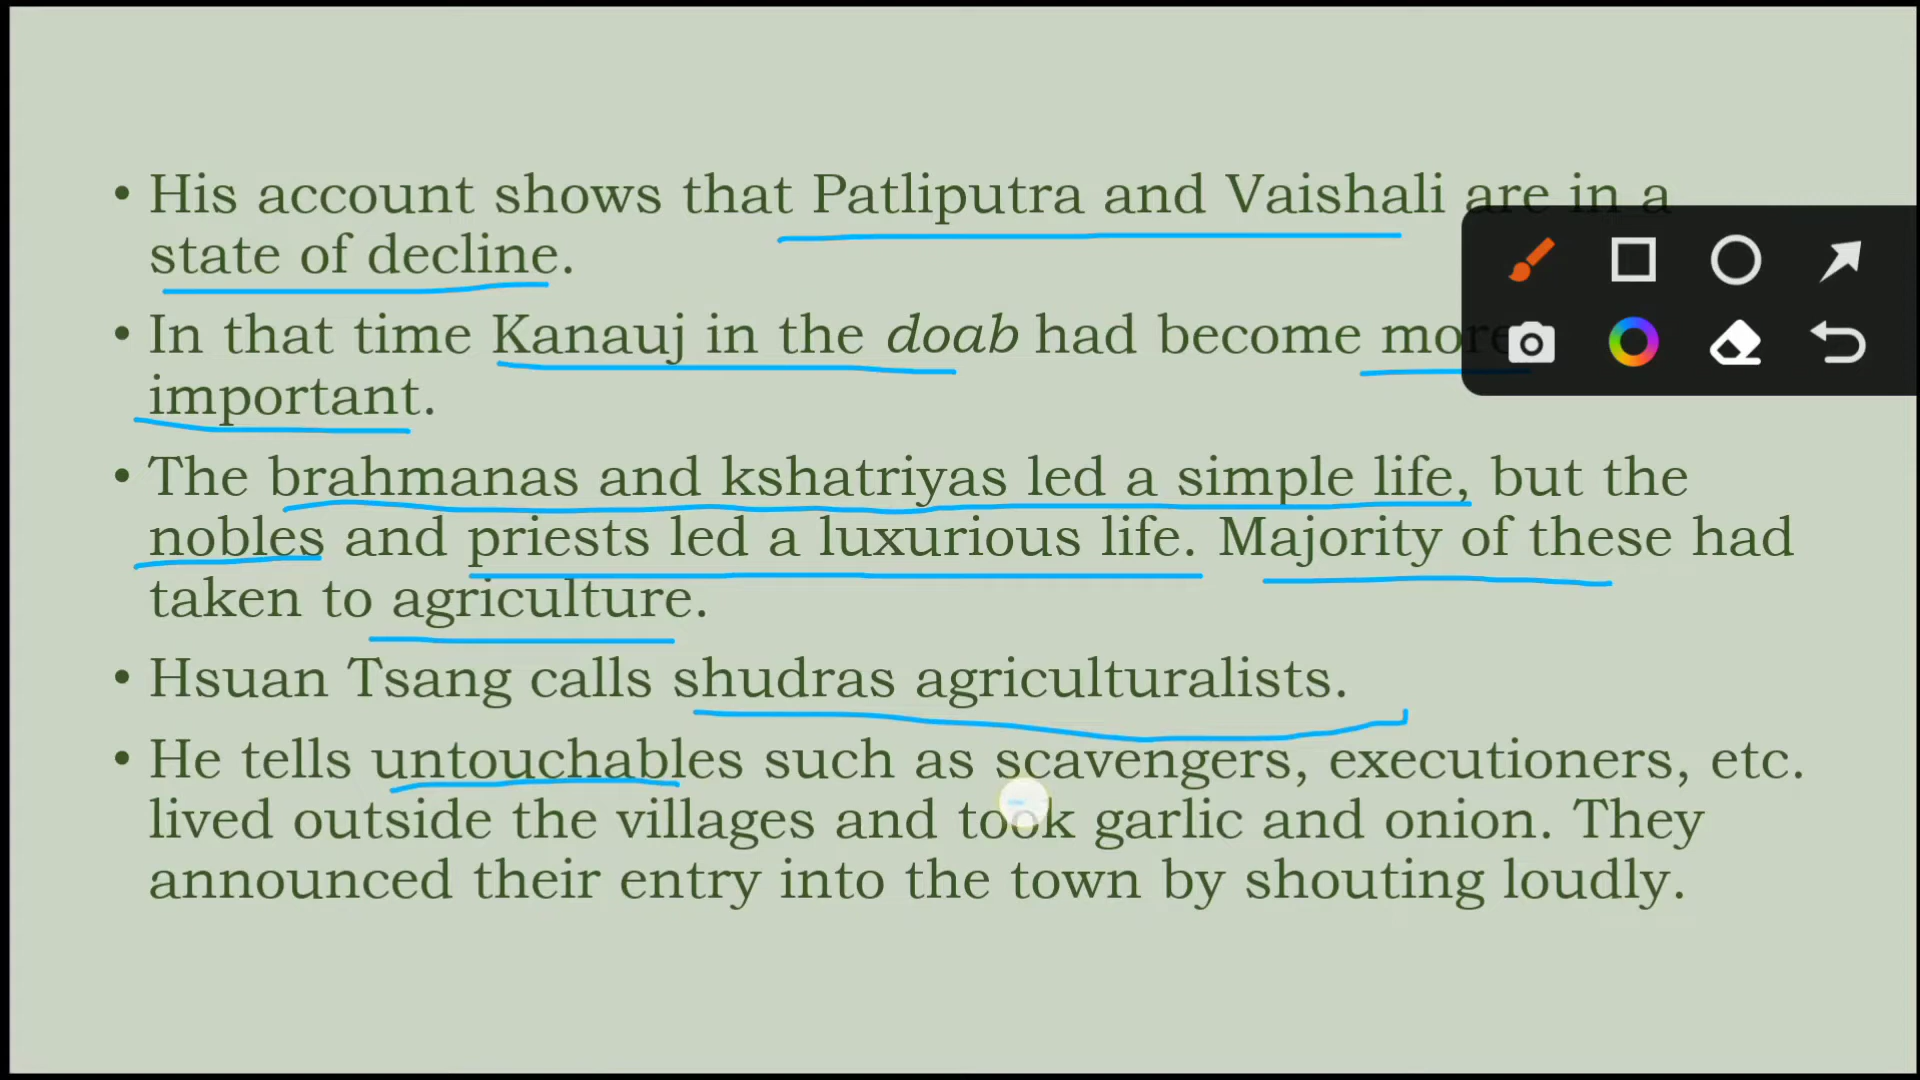 • His account shows that Patliputra and Vaishali are in a
state of decline.
• In that time Kanauj in the doab had become more
important.
• The brahmanas and kshatriyas led a simple life, but the
nobles and priests led a luxurious life. Majority of these had
taken to agriculture.
• Hsuan Tsang calls shudras agriculturalists.
• He tells untouchables such as scavengers, executioners, etc.
lived outside the villages and took garlic and onion. They
announced their entry into the town by shouting loudly.